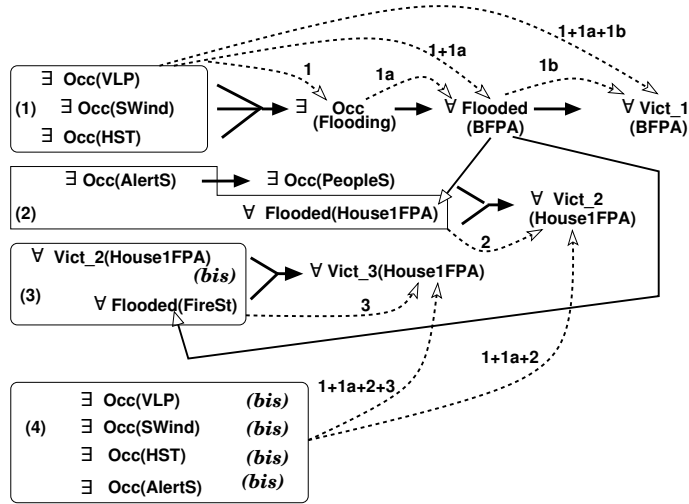 1+1a+1b
1+1a
∃ Occ(VLP)
1
1a
1b
(1) ∃ Occ(SWind)
∃ Occ(HST)
∃ Occ
(Flooding)
∀ Flooded
(BFPA)
∀ Vict_1
(BFPA)
∃ Occ(AlertS)
∃ Occ(PeopleS)
(2)
∀ Flooded(House1FPA)
∀ Vict_2
(House1FPA)
2
∀ Vict_2(House1FPA)
(bis)
(3)
∀ Vict_3(House1FPA)
∀ Flooded(FireSt)
3
1+1a+2
1+1a+2+3
∃ Occ(VLP) (bis)
(4) ∃ Occ(SWind) (bis)
∃ Occ(HST) (bis)
∃ Occ(AlertS) (bis)